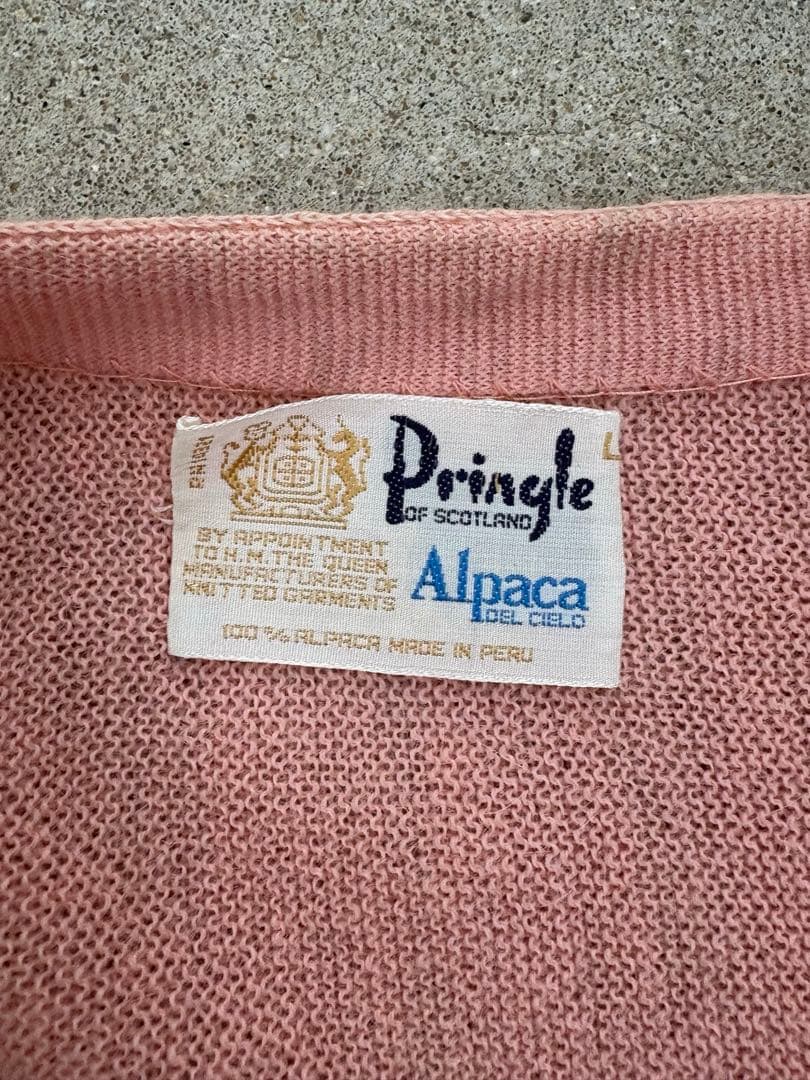 Pringle
OF SCOTLAND
L
BY APPOINTMENT
TO H.M. THE QUEEN
MANUFACTURERS OF
KNITTED GARMENTS
Alpaca
DEL CIELO
100% ALPACA MADE IN PERU